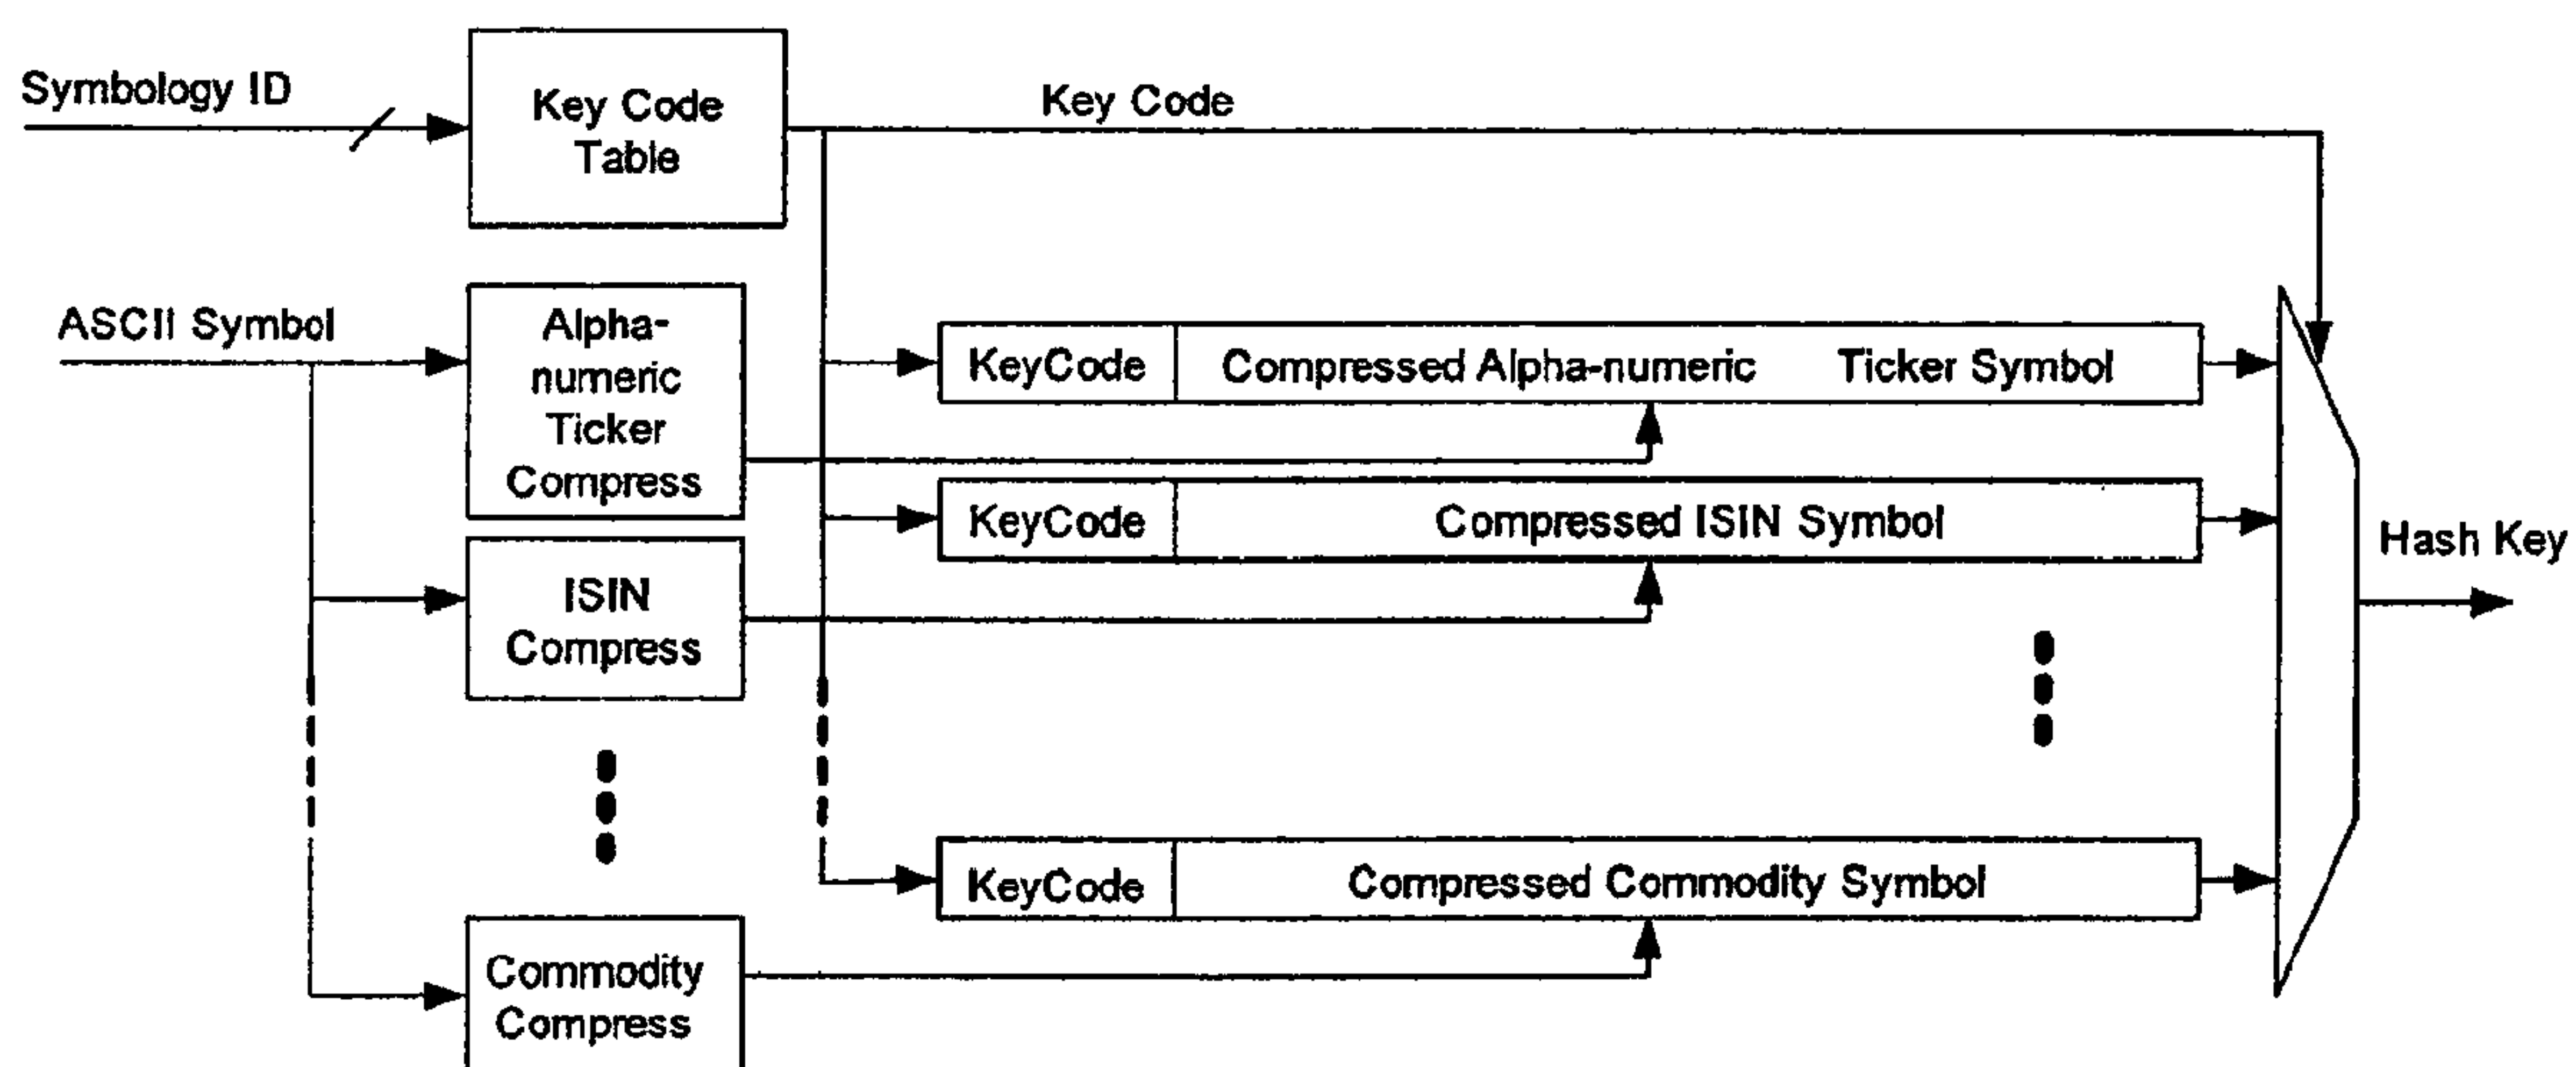 Symbology ID
Key Code
Table
Key Code
ASCII Symbol
Alpha-
numeric
Ticker
Compress
KeyCode
Compressed Alpha-numeric Ticker Symbol
KeyCode
Compressed ISIN Symbol
Hash Key
ISIN
Compress
KeyCode
Compressed Commodity Symbol
Commodity
Compress